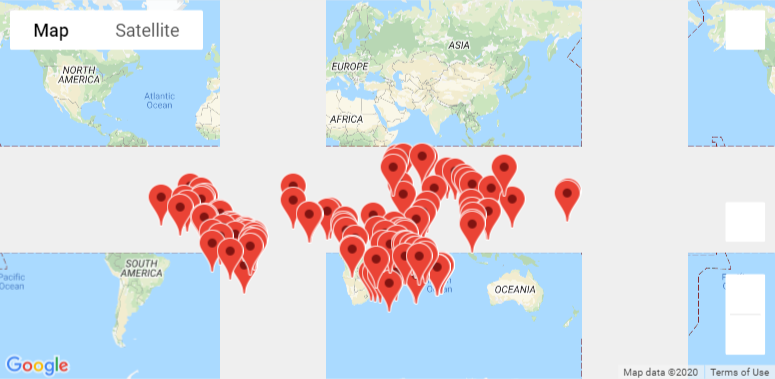 Map Satellite
ASIA
EUROPE
NORTH
AMERICA
Atlantic
Ocean
AFRICA
SOUTH
AMERICA
Pacific
Ocean
Ocean
OCEANIA
Google
Map data ©2020 Terms of Use